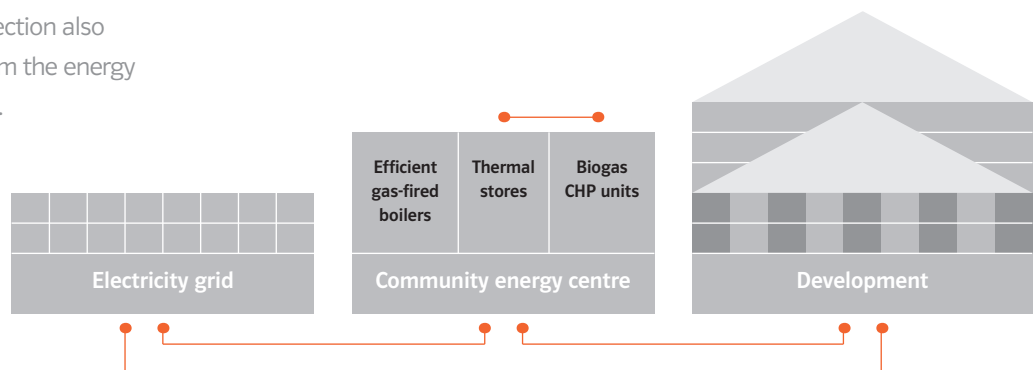 ection also
m the energy
.
Efficient
gas-fired
boilers
Thermal
stores
Biogas
CHP units
Electricity grid
Community energy centre
Development